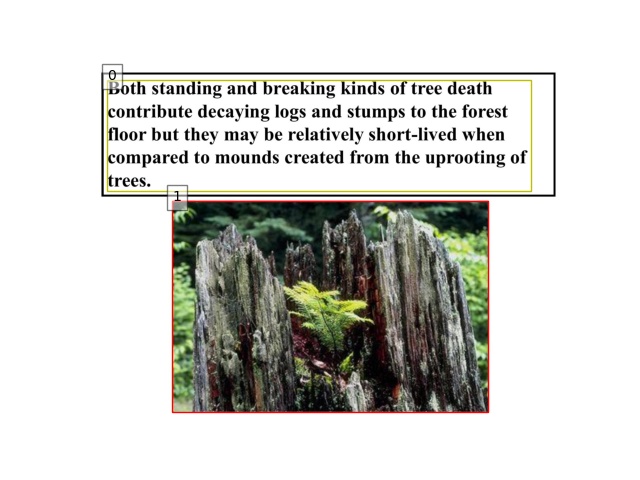 0
Both standing and breaking kinds of tree death
contribute decaying logs and stumps to the forest
floor but they may be relatively short-lived when
compared to mounds created from the uprooting of
trees.
1